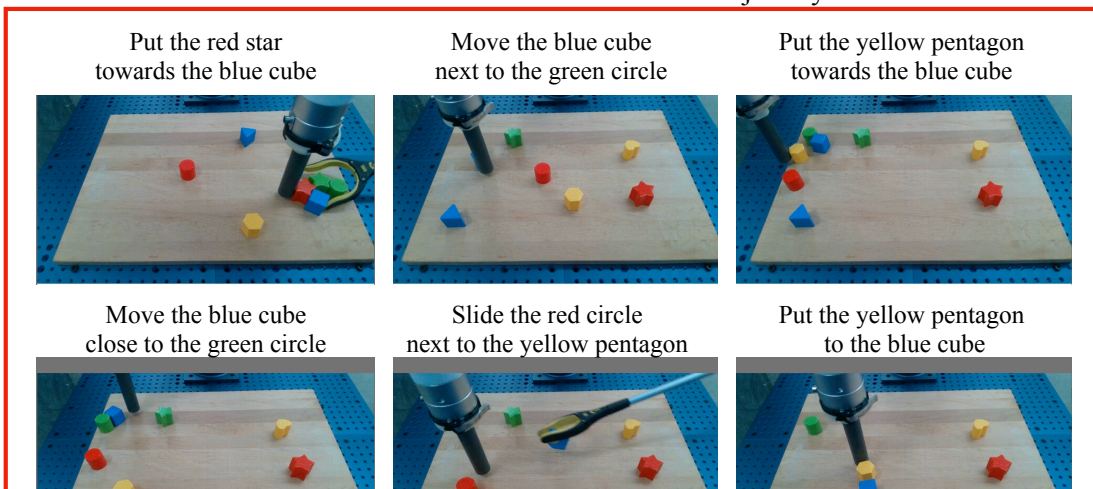 Put the red star
towards the blue cube
Move the blue cube
next to the green circle
Put the yellow pentagon
towards the blue cube
Move the blue cube
close to the green circle
Slide the red circle
next to the yellow pentagon
Put the yellow pentagon
to the blue cube